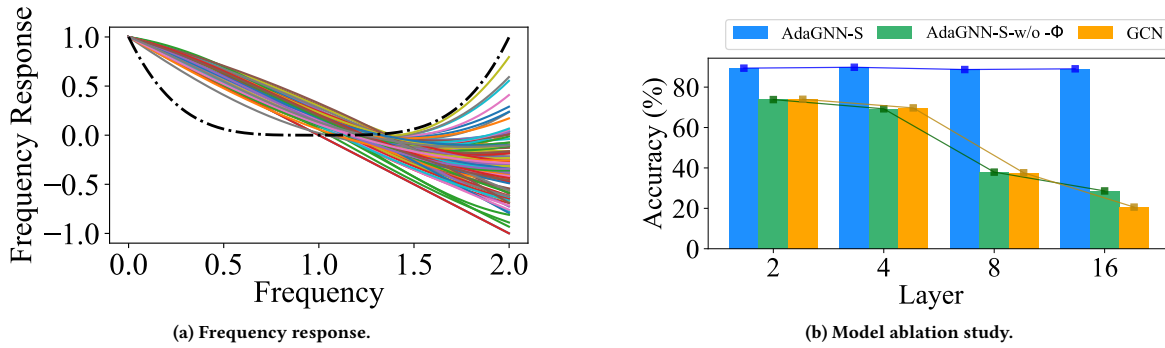 1.0
0.5
0.0
−0.5
−1.0
Frequency Response
0.0 0.5 1.0 1.5 2.0
Frequency
(a) Frequency response.
AdaGNN-S AdaGNN-S-w/o -Φ GCN
80
60
40
20
0
Accuracy (%)
2 4 8 16
Layer
(b) Model ablation study.